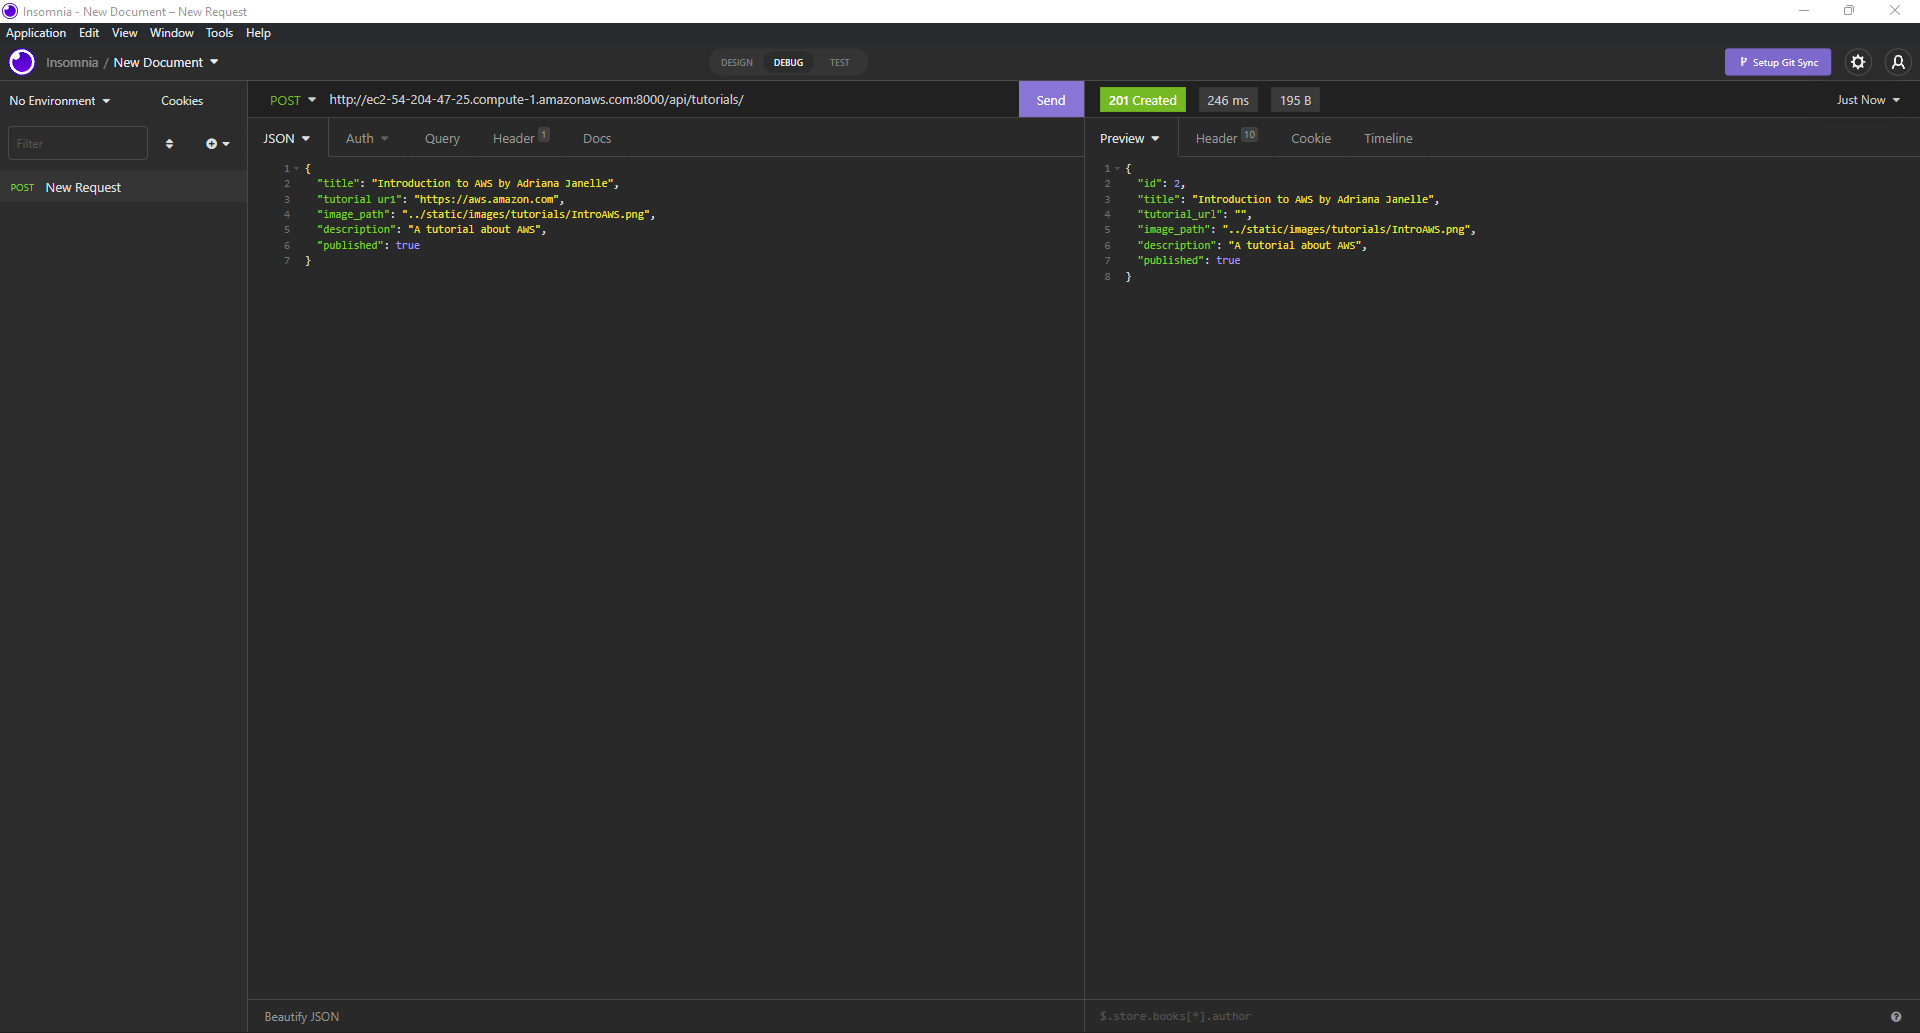 Insomnia - New Document – New Request
Application Edit View Window Tools Help
Insomnia / New Document
DESIGN DEBUG TEST
Setup Git Sync
No Environment Cookies
POST http://ec2-54-204-47-25.compute-1.amazonaws.com:8000/api/tutorials/ Send
201 Created 246 ms 195 B Just Now
Filter
JSON Auth Query Header 1 Docs
Preview Header 10 Cookie Timeline
POST New Request
1 {
2 "title": "Introduction to AWS by Adriana Janelle",
3 "tutorial ur1": "https://aws.amazon.com",
4 "image_path": "../static/images/tutorials/IntroAWS.png",
5 "description": "A tutorial about AWS",
6 "published": true
7 }
1 {
2 "id": 2,
3 "title": "Introduction to AWS by Adriana Janelle",
4 "tutorial_url": "",
5 "image_path": "../static/images/tutorials/IntroAWS.png",
6 "description": "A tutorial about AWS",
7 "published": true
8 }
Beautify JSON
$.store.books[*].author